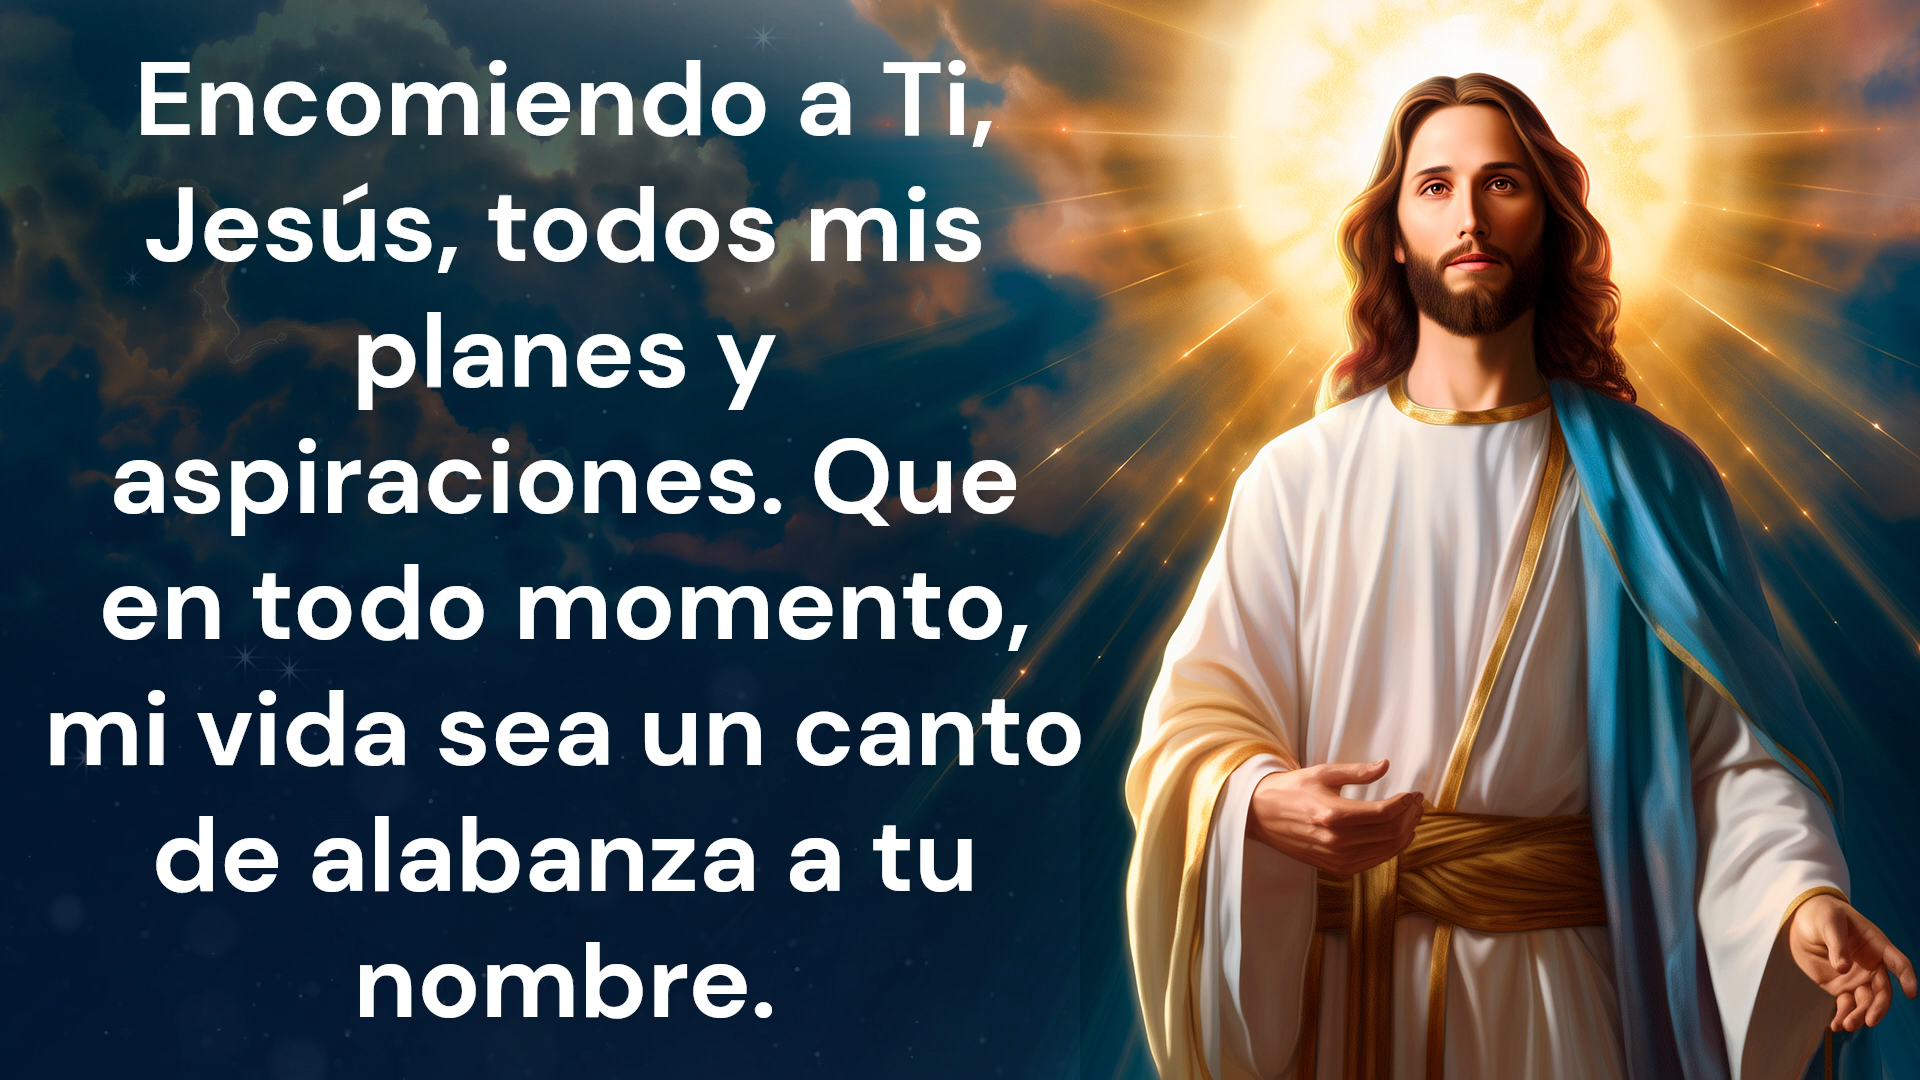 Encomiendo a Ti,
Jesús, todos mis
planes y
aspiraciones. Que
en todo momento,
mi vida sea un canto
de alabanza a tu
nombre.